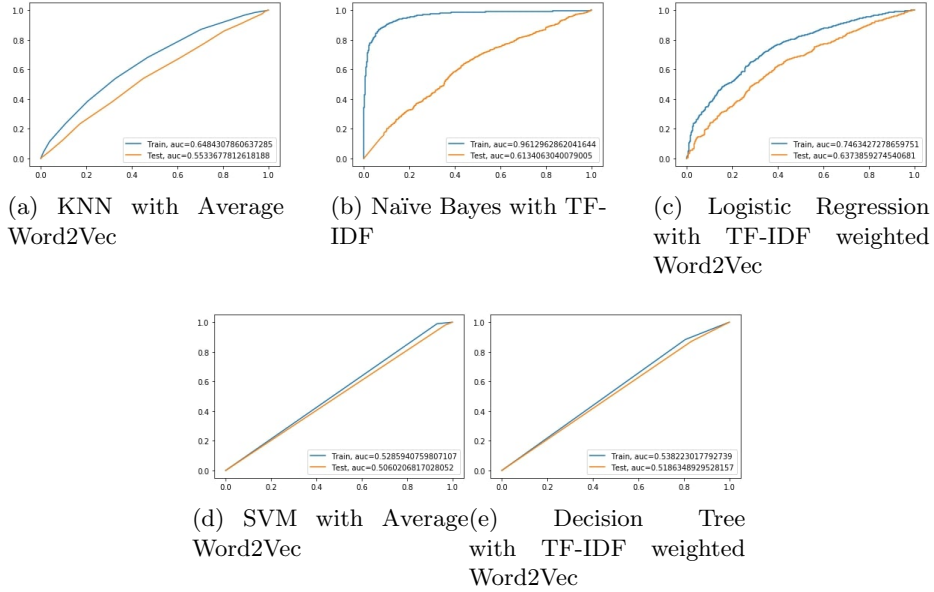 1.0
0.8
0.6
0.4
0.2
0.0
0.0 0.2 0.4 0.6 0.8 1.0
Train, auc=0.6484307860637285
Test, auc=0.5533677812618188
(a) KNN with Average
Word2Vec
1.0
0.8
0.6
0.4
0.2
0.0
0.0 0.2 0.4 0.6 0.8 1.0
Train, auc=0.9612962862041644
Test, auc=0.6134063040079005
(b) Naïve Bayes with TF-
IDF
1.0
0.8
0.6
0.4
0.2
0.0
0.0 0.2 0.4 0.6 0.8 1.0
Train, auc=0.7463427278659751
Test, auc=0.6373859274540681
(c) Logistic Regression
with TF-IDF weighted
Word2Vec
1.0
0.8
0.6
0.4
0.2
0.0
0.0 0.2 0.4 0.6 0.8 1.0
Train, auc=0.5285940759807107
Test, auc=0.5060206817028052
(d) SVM with Average
Word2Vec
1.0
0.8
0.6
0.4
0.2
0.0
0.0 0.2 0.4 0.6 0.8 1.0
Train, auc=0.538223017792739
Test, auc=0.5186348929528157
(e) Decision Tree
with TF-IDF weighted
Word2Vec